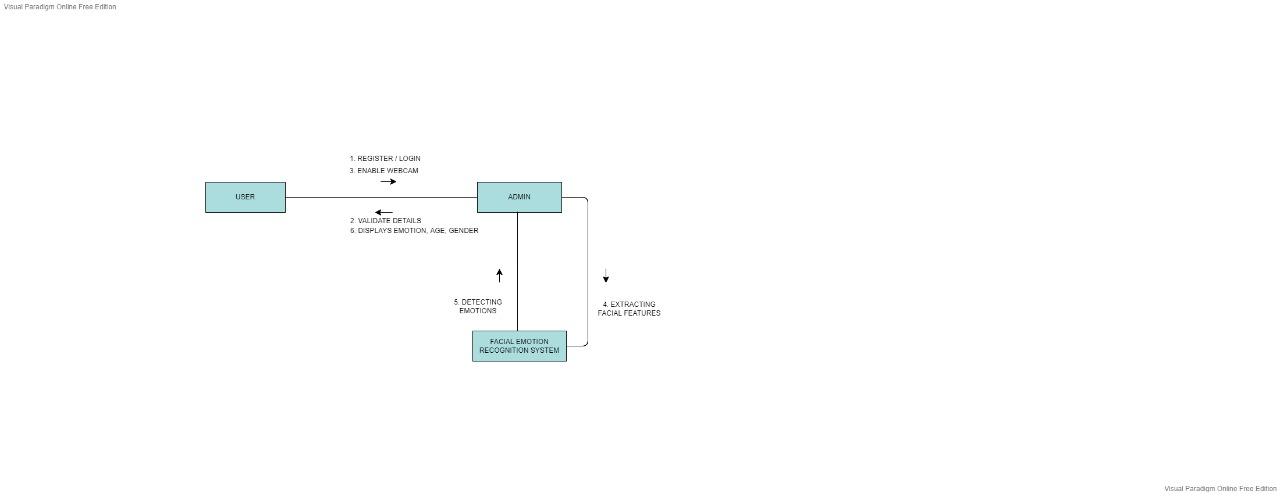 Visual Paradigm Online Free Edition
1. REGISTER / LOGIN
3. ENABLE WEBCAM
USER
ADMIN
2. VALIDATE DETAILS
6. DISPLAYS EMOTION, AGE, GENDER
5. DETECTING
EMOTIONS
4. EXTRACTING
FACIAL FEATURES
FACIAL EMOTION
RECOGNITION SYSTEM
Visual Paradigm Online Free Edition